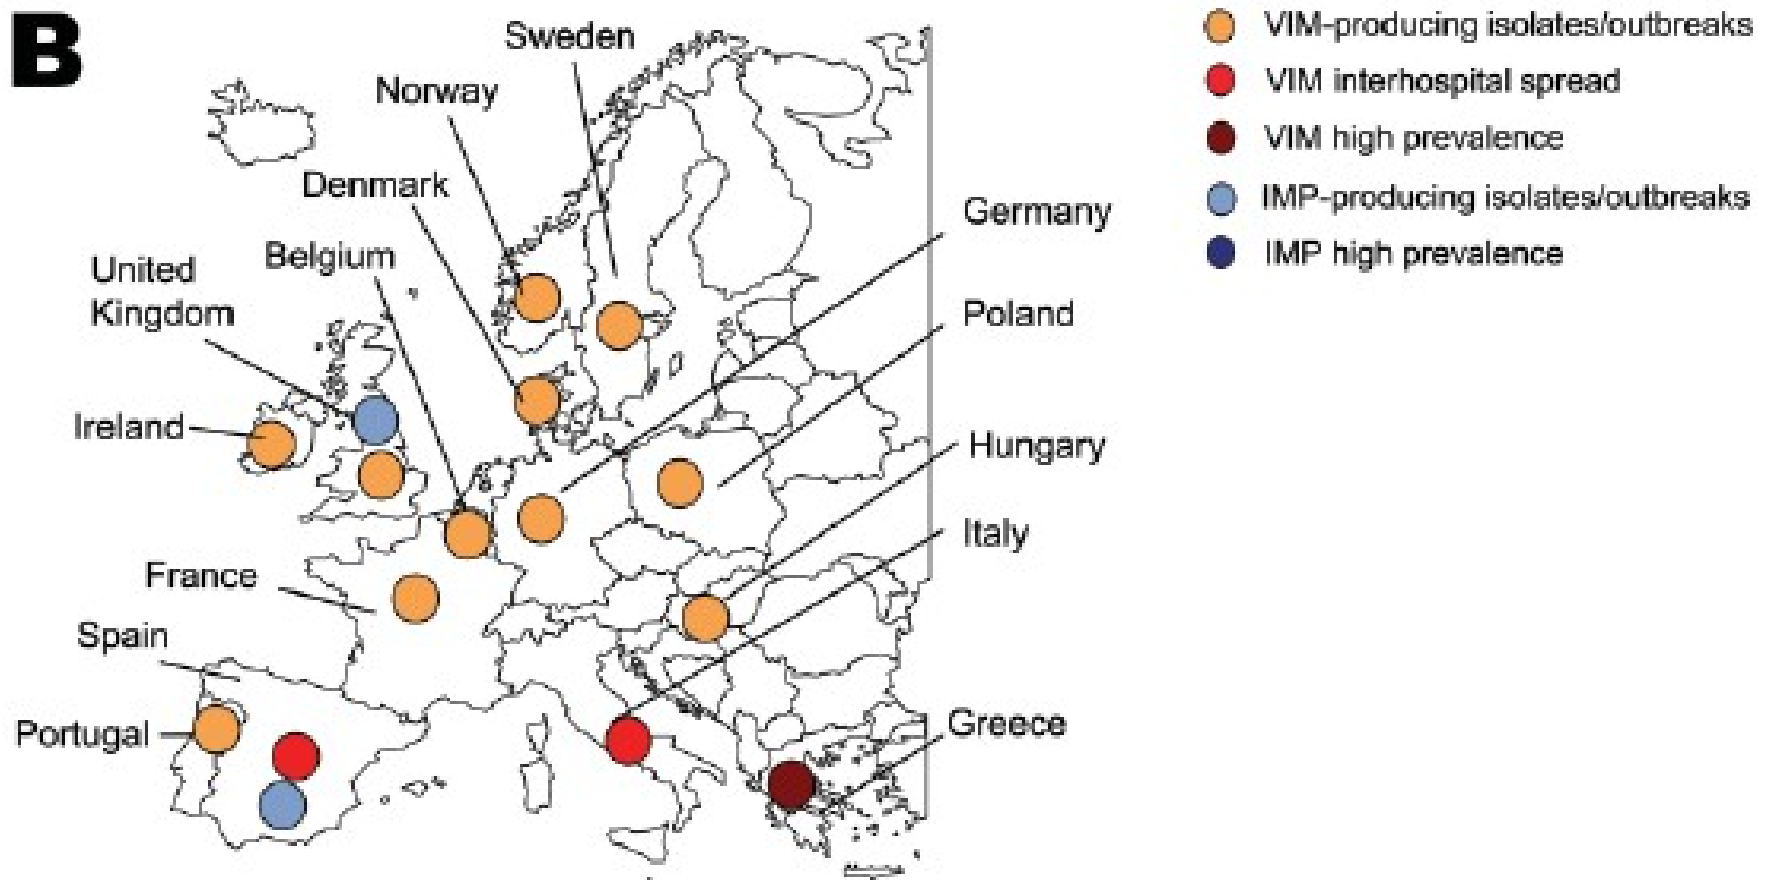 B
Sweden
Norway
Denmark
Belgium
United
Kingdom
Ireland
France
Spain
Portugal
Germany
Poland
Hungary
Italy
Greece
VIM-producing isolates/outbreaks
VIM interhospital spread
VIM high prevalence
IMP-producing isolates/outbreaks
IMP high prevalence